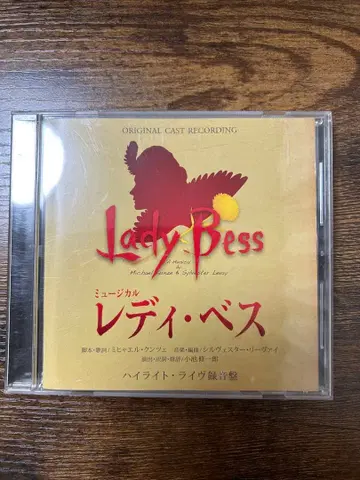 ORIGINAL CAST RECORDING
Lady Bess
A Musical
by
Michael Kunze & Sylvester Levay
ミュージカル
レディ・ベス
脚本・歌詞：ミヒャエル・クンツェ 音楽・編曲：シルヴェスター・リーヴァイ
演出・訳詞・修辞：小池修一郎
ハイライト・ライヴ録音盤